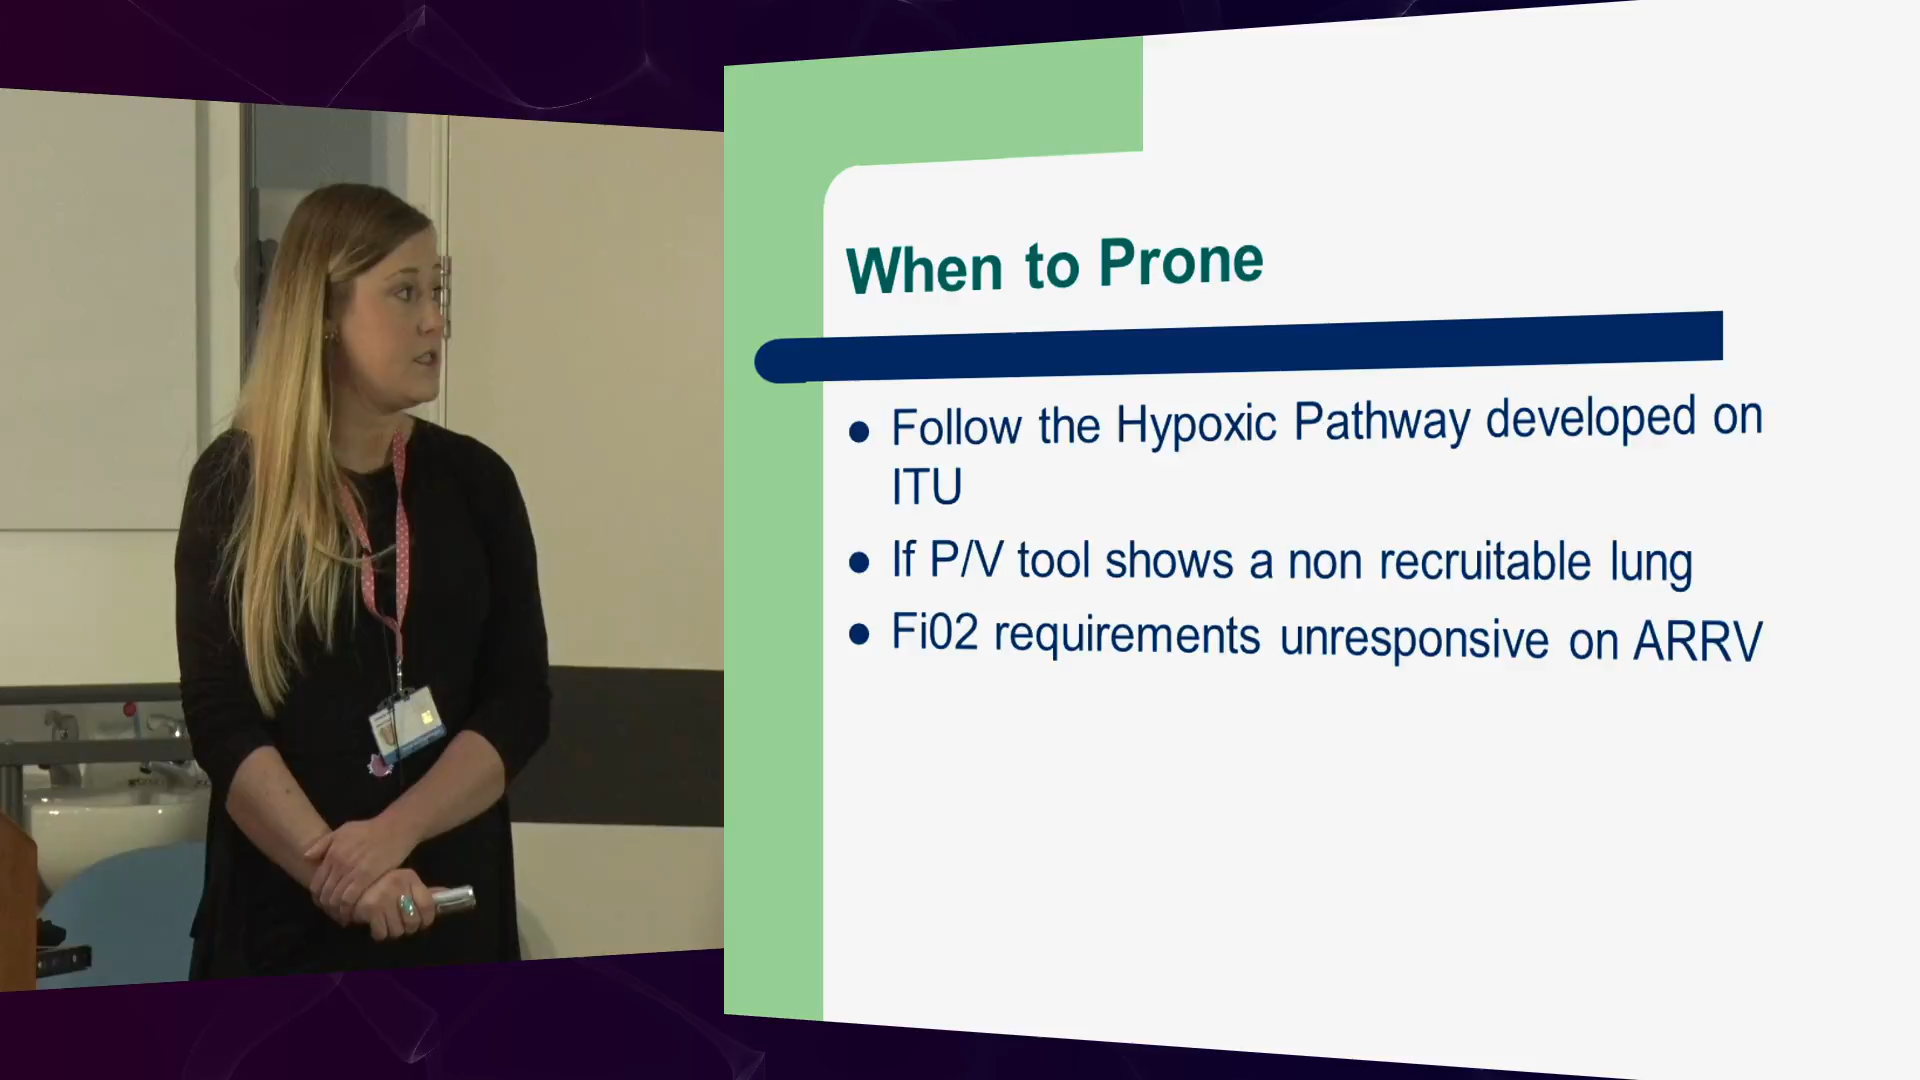 When to Prone
Follow the Hypoxic Pathway developed on
ITU
If P/V tool shows a non recruitable lung
Fi02 requirements unresponsive on ARRV